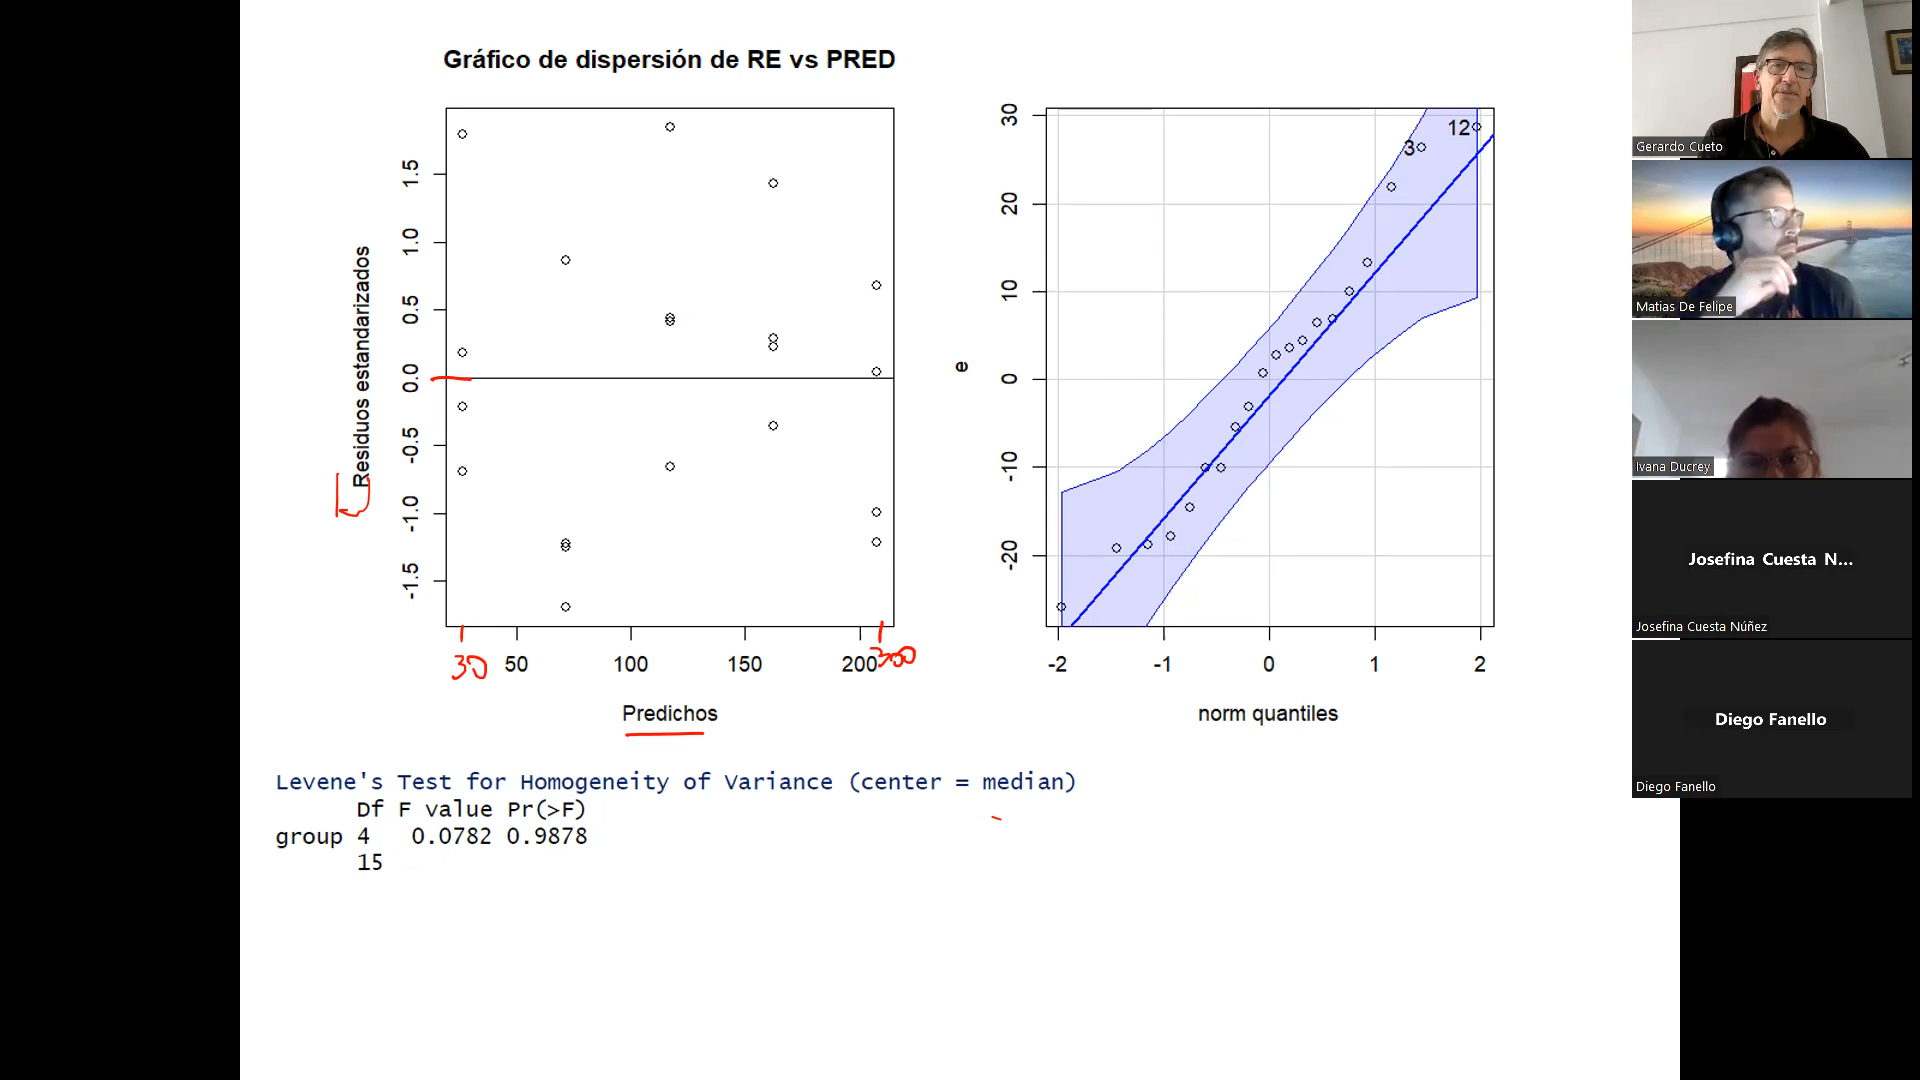 Gráfico de dispersión de RE vs PRED
Residuos estandarizados
1.5
1.0
0.5
0.0
-0.5
-1.0
-1.5
50 100 150 200
30
300
Predichos
e
30
20
10
0
-10
-20
12
3
-2 -1 0 1 2
norm quantiles
Levene's Test for Homogeneity of Variance (center = median)
Df F value Pr(>F)
group 4 0.0782 0.9878
15
Gerardo Cueto
Matias De Felipe
Ivana Ducrey
Josefina Cuesta N...
Josefina Cuesta Núñez
Diego Fanello
Diego Fanello